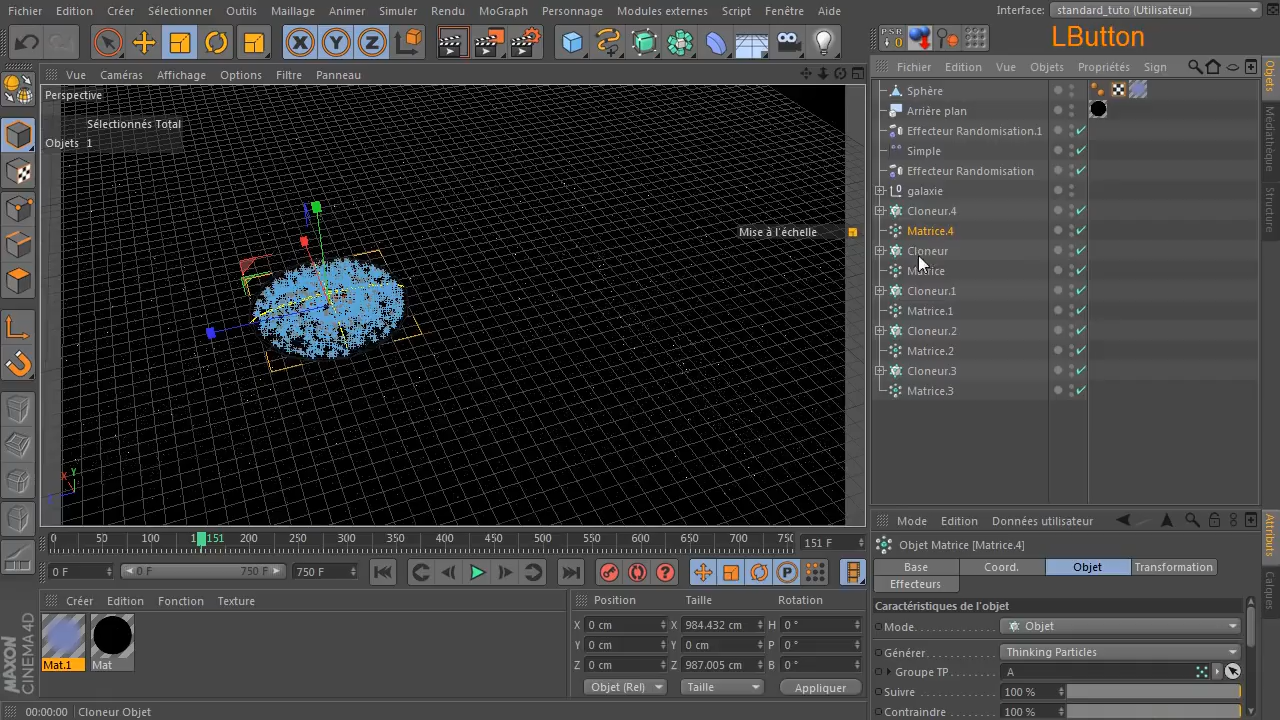 Fichier Edition Créer Sélectionner Outils Maillage Animer Simuler Rendu MoGraph Personnage Modules externes Script Fenêtre Aide Interface: standard_tuto (Utilisateur)
LButton
X Y Z
PSR
0
Vue Caméras Affichage Options Filtre Panneau
Fichier Edition Vue Objets Propriétés Sign
Objets
Médiathèque
Structure
Perspective
Sélectionnés Total
Objets 1
Mise à l'échelle
Y
X
Sphère
Arrière plan
Effecteur Randomisation.1
Simple
Effecteur Randomisation
galaxie
Cloneur.4
Matrice.4
Cloneur
Matrice
Cloneur.1
Matrice.1
Cloneur.2
Matrice.2
Cloneur.3
Matrice.3
0 50 100 151 200 250 300 350 400 450 500 550 600 650 700 750 151 F
0 F 0 F 750 F 750 F
P
Créer Edition Fonction Texture
Mat.1 Mat
MAXON
CINEMA 4D
Position Taille Rotation
X 0 cm X 984.432 cm H 0 °
Y 0 cm Y 0 cm P 0 °
Z 0 cm Z 987.005 cm B 0 °
Objet (Rel) Taille Appliquer
00:00:00 Cloneur Objet
Mode Edition Données utilisateur
Objet Matrice [Matrice.4]
Base Coord. Objet Transformation
Effecteurs
Caractéristiques de l'objet
Mode Objet
Générer Thinking Particles
Groupe TP A
Suivre 100 %
Contraindre 100 %
Attributs
Calques